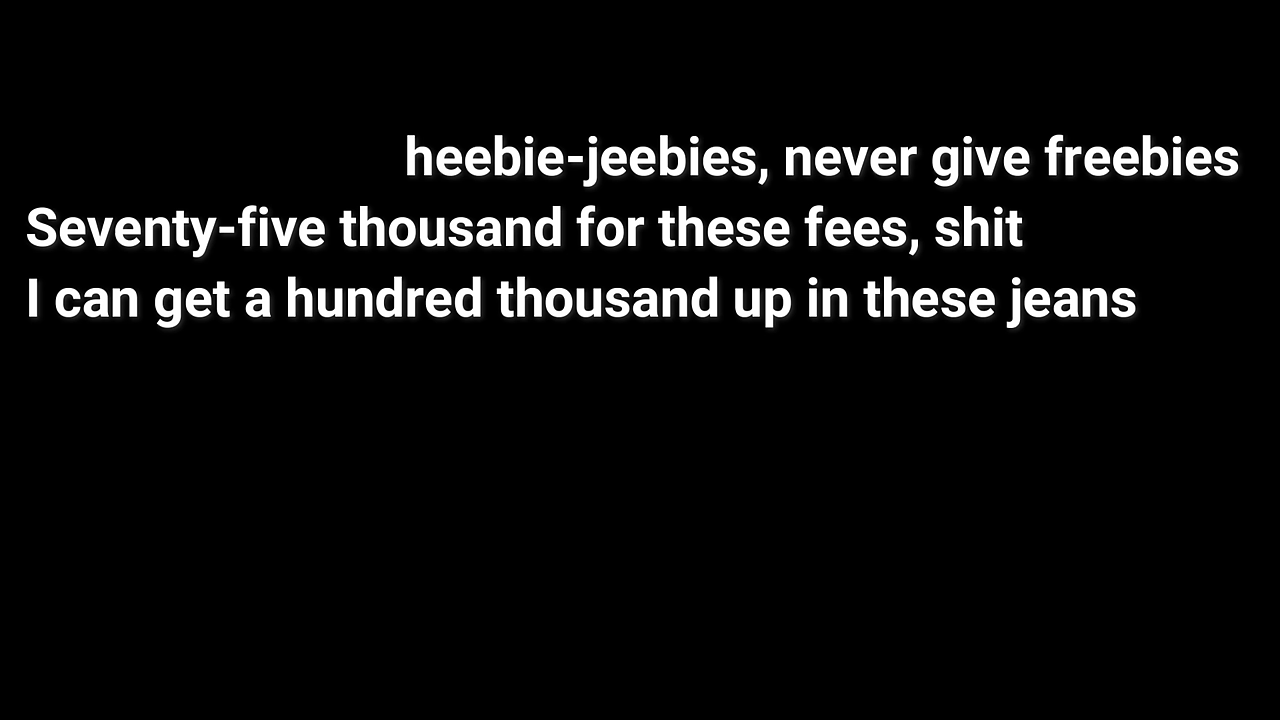 heebie-jeebies, never give freebies
Seventy-five thousand for these fees, shit
I can get a hundred thousand up in these jeans